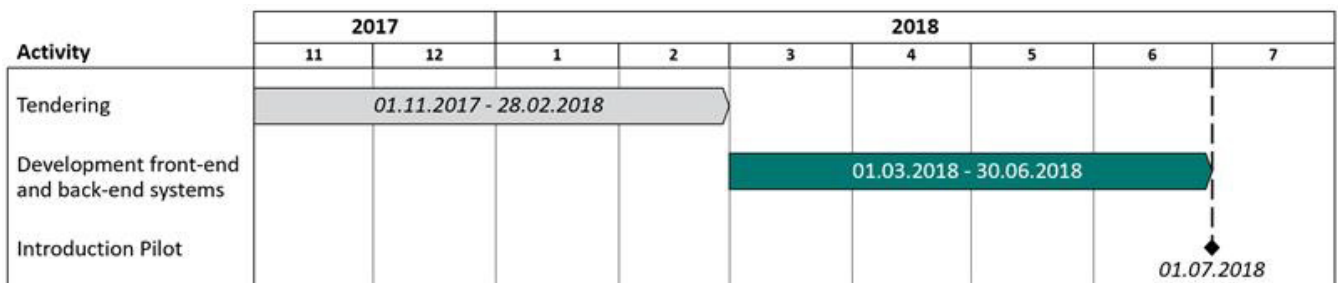 2017 2018
Activity 11 12 1 2 3 4 5 6 7
Tendering 01.11.2017 - 28.02.2018
Development front-end
and back-end systems 01.03.2018 - 30.06.2018
Introduction Pilot
01.07.2018